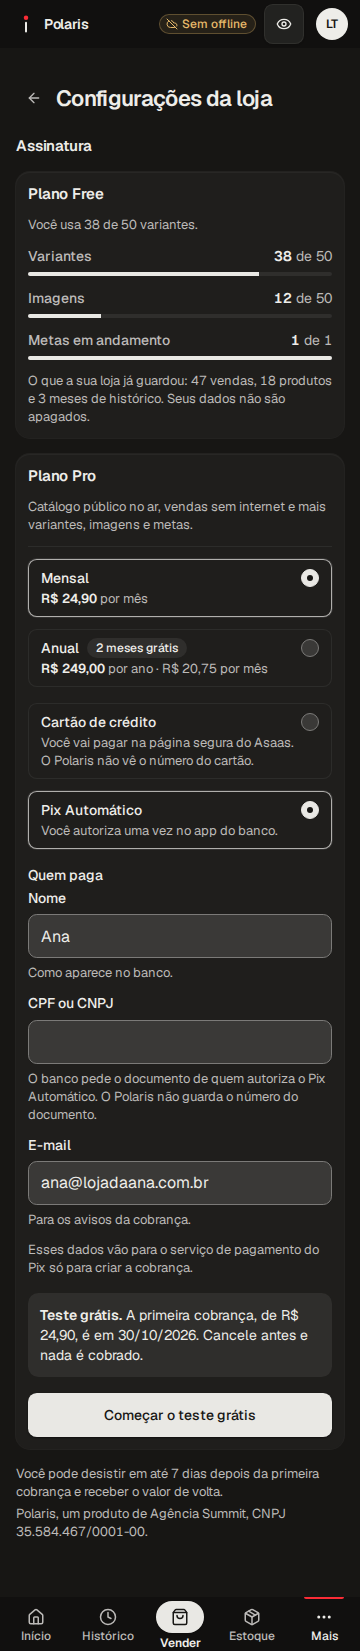 Polaris
Sem offline
LT
Configurações da loja
Assinatura
Plano Free
Você usa 38 de 50 variantes.
Variantes 38 de 50
Imagens 12 de 50
Metas em andamento 1 de 1
O que a sua loja já guardou: 47 vendas, 18 produtos
e 3 meses de histórico. Seus dados não são
apagados.
Plano Pro
Catálogo público no ar, vendas sem internet e mais
variantes, imagens e metas.
Mensal
R$ 24,90 por mês
Anual 2 meses grátis
R$ 249,00 por ano · R$ 20,75 por mês
Cartão de crédito
Você vai pagar na página segura do Asaas.
O Polaris não vê o número do cartão.
Pix Automático
Você autoriza uma vez no app do banco.
Quem paga
Nome
Ana
Como aparece no banco.
CPF ou CNPJ
O banco pede o documento de quem autoriza o Pix
Automático. O Polaris não guarda o número do
documento.
E-mail
ana@lojadaana.com.br
Para os avisos da cobrança.
Esses dados vão para o serviço de pagamento do
Pix só para criar a cobrança.
Teste grátis. A primeira cobrança, de R$
24,90, é em 30/10/2026. Cancele antes e
nada é cobrado.
Começar o teste grátis
Você pode desistir em até 7 dias depois da primeira
cobrança e receber o valor de volta.
Polaris, um produto de Agência Summit, CNPJ
35.584.467/0001-00.
Início
Histórico
Vender
Estoque
Mais